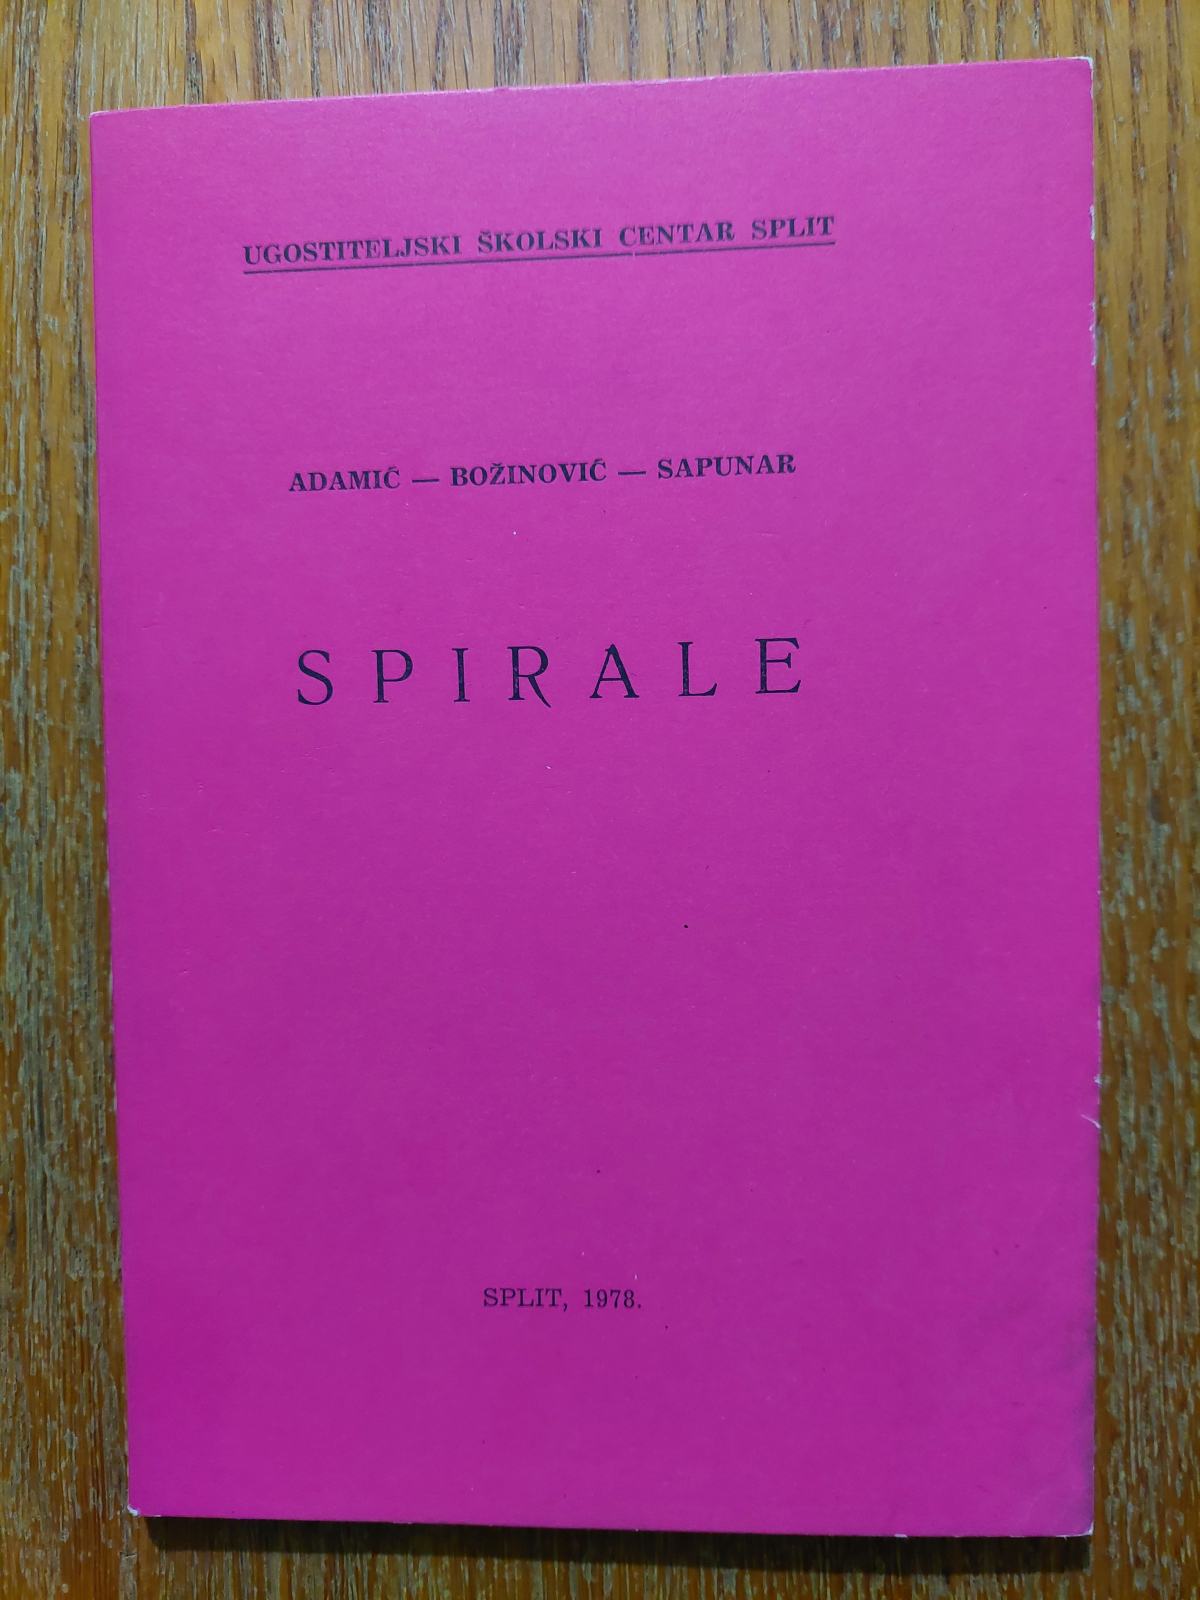 UGOSTITELJSKI ŠKOLSKI CENTAR SPLIT
ADAMIĆ — BOŽINOVIĆ — SAPUNAR
SPIRALE
SPLIT, 1978.